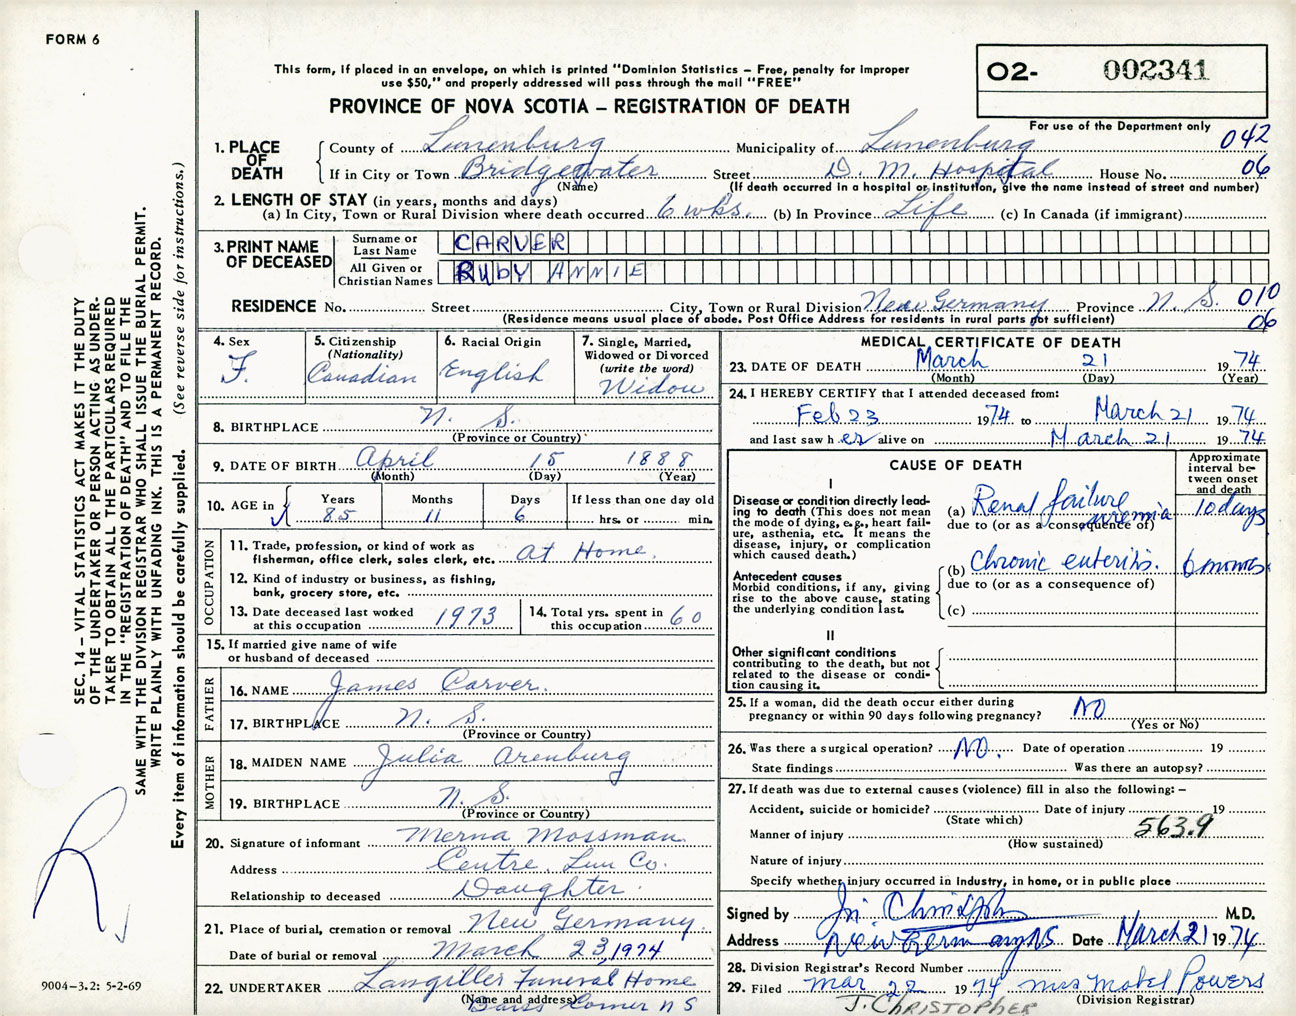 FORM 6
This form, if placed in an envelope, on which is printed "Dominion Statistics – Free, penalty for improper
use $50," and properly addressed will pass through the mail "FREE"
O2- 002341
PROVINCE OF NOVA SCOTIA – REGISTRATION OF DEATH
For use of the Department only
1. PLACE OF DEATH
County of Lunenburg Municipality of Lunenburg 042
If in City or Town Bridgewater Street D. M. Hospital House No. 06
(Name) (If death occurred in a hospital or institution, give the name instead of street and number)
2. LENGTH OF STAY (in years, months and days)
(a) In City, Town or Rural Division where death occurred 6 wks. (b) In Province Life (c) In Canada (if immigrant)
3. PRINT NAME OF DECEASED
Surname or Last Name CARVER
All Given or Christian Names RUBY ANNIE
RESIDENCE No. Street City, Town or Rural Division New Germany Province N. S. 010
(Residence means usual place of abode. Post Office Address for residents in rural parts not sufficient) 06
4. Sex
F.
5. Citizenship
(Nationality)
Canadian
6. Racial Origin
English
7. Single, Married,
Widowed or Divorced
(write the word)
Widow
8. BIRTHPLACE N. S.
(Province or Country)
9. DATE OF BIRTH April 15 1888
(Month) (Day) (Year)
10. AGE in Years Months Days If less than one day old
85 11 6 hrs. or min.
OCCUPATION
11. Trade, profession, or kind of work as
fisherman, office clerk, sales clerk, etc. at Home.
12. Kind of industry or business, as fishing,
bank, grocery store, etc.
13. Date deceased last worked
at this occupation 1973
14. Total yrs. spent in
this occupation 60
15. If married give name of wife
or husband of deceased
FATHER
16. NAME James Carver.
17. BIRTHPLACE N. S.
(Province or Country)
MOTHER
18. MAIDEN NAME Julia Arenburg
19. BIRTHPLACE N. S.
(Province or Country)
20. Signature of informant Merna Mossman
Address Centre, Lun Co.
Relationship to deceased Daughter.
21. Place of burial, cremation or removal New Germany.
Date of burial or removal March 23, 1974
22. UNDERTAKER Langiller Funeral Home
(Name and address)
Barss Corner N S
MEDICAL CERTIFICATE OF DEATH
23. DATE OF DEATH March 21 1974
(Month) (Day) (Year)
24. I HEREBY CERTIFY that I attended deceased from:
Feb 23 1974 to March 21 1974
and last saw her alive on March 21 1974
CAUSE OF DEATH
Approximate
interval be-
tween onset
and death
I
Disease or condition directly lead-
ing to death (This does not mean
the mode of dying, e.g., heart fail-
ure, asthenia, etc. It means the
disease, injury, or complication
which caused death.)
(a) Renal failure uremia 10 days
due to (or as a consequence of)
Antecedent causes
Morbid conditions, if any, giving
rise to the above cause, stating
the underlying condition last.
(b) Chronic enteritis. 6 months
due to (or as a consequence of)
(c)
II
Other significant conditions
contributing to the death, but not
related to the disease or condi-
tion causing it.
25. If a woman, did the death occur either during
pregnancy or within 90 days following pregnancy? NO
(Yes or No)
26. Was there a surgical operation? NO. Date of operation 19
State findings Was there an autopsy?
27. If death was due to external causes (violence) fill in also the following: –
Accident, suicide or homicide? Date of injury 19
(State which) 563.9
Manner of injury
(How sustained)
Nature of injury
Specify whether injury occurred in industry, in home, or in public place
Signed by M.D.
Address New Germany NS Date March 21 1974
28. Division Registrar's Record Number
29. Filed Mar 22 1974 Miss Mabel Powers
(Division Registrar)
J. CHRISTOPHER
SEC. 14 – VITAL STATISTICS ACT MAKES IT THE DUTY
OF THE UNDERTAKER OR PERSON ACTING AS UNDER-
TAKER TO OBTAIN ALL THE PARTICULARS REQUIRED
IN THE "REGISTRATION OF DEATH" AND TO FILE THE
SAME WITH THE DIVISION REGISTRAR WHO SHALL ISSUE THE BURIAL PERMIT.
WRITE PLAINLY WITH UNFADING INK. THIS IS A PERMANENT RECORD.
Every item of information should be carefully supplied. (See reverse side for instructions.)
R
9004–3.2: 5-2-69